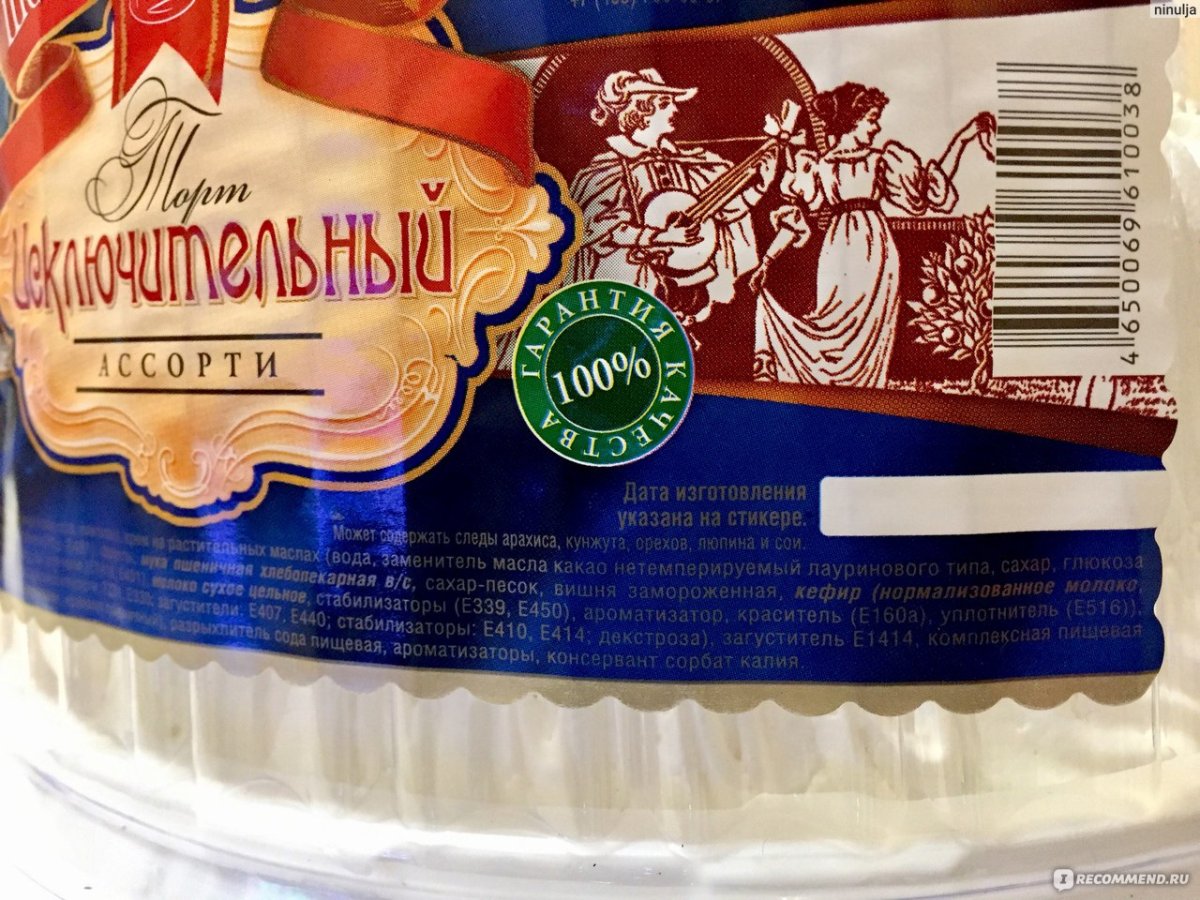 ninulja
Торт
Исключительный
АССОРТИ
ГАРАНТИЯ КАЧЕСТВА
100%
4 650069 610038
Дата изготовления
указана на стикере.
Может содержать следы арахиса, кунжута, орехов, люпина и сои.
на растительных маслах (вода, заменитель масла какао нетемперируемый лауринового типа, сахар, глюкоза
мука пшеничная хлебопекарная в/с, сахар-песок, вишня замороженная, кефир (нормализованное молоко
молоко сухое цельное, стабилизаторы (Е339, Е450), ароматизатор, краситель (Е160а), уплотнитель (Е516)).
Е330; загустители: Е407, Е440; стабилизаторы: Е410, Е414; декстроза), загуститель Е1414, комплексная пищевая
разрыхлитель сода пищевая, ароматизаторы, консервант сорбат калия.
IRECOMMEND.RU